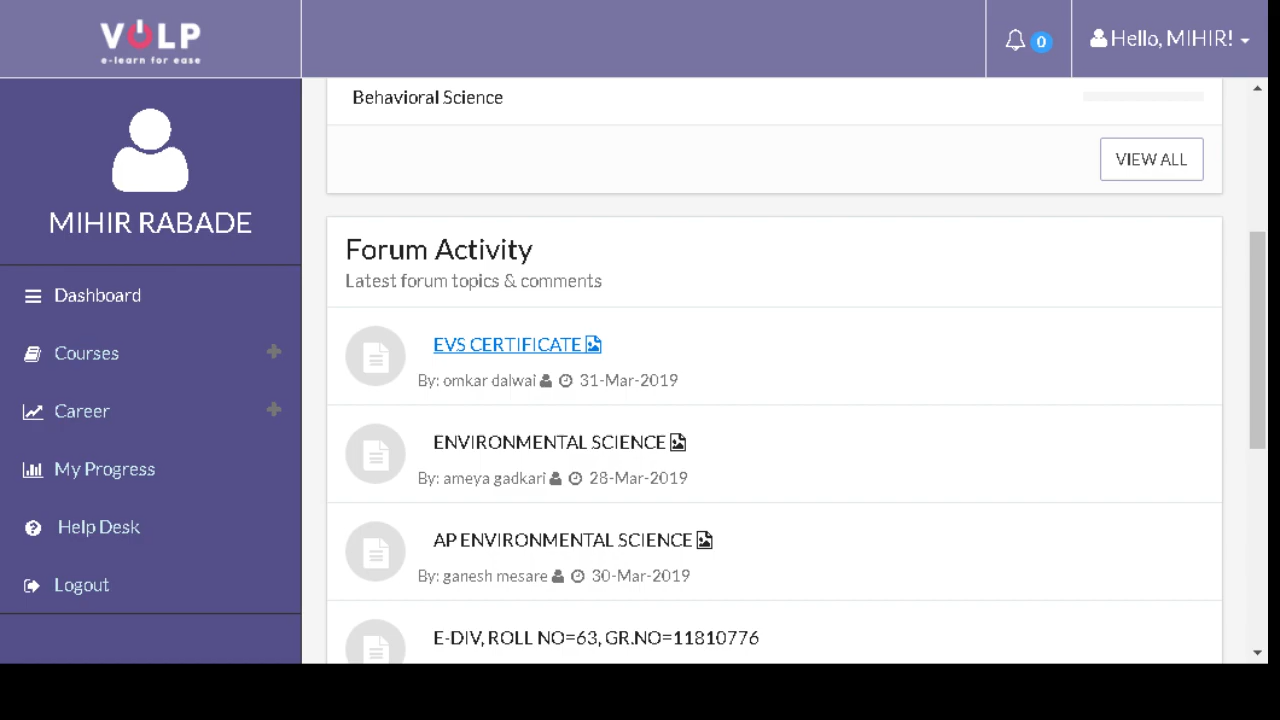 VOLP
e-learn for ease
0
Hello, MIHIR!
MIHIR RABADE
Dashboard
Courses
Career
My Progress
Help Desk
Logout
Behavioral Science
VIEW ALL
Forum Activity
Latest forum topics & comments
EVS CERTIFICATE
By: omkar dalwai 31-Mar-2019
ENVIRONMENTAL SCIENCE
By: ameya gadkari 28-Mar-2019
AP ENVIRONMENTAL SCIENCE
By: ganesh mesare 30-Mar-2019
E-DIV, ROLL NO=63, GR.NO=11810776